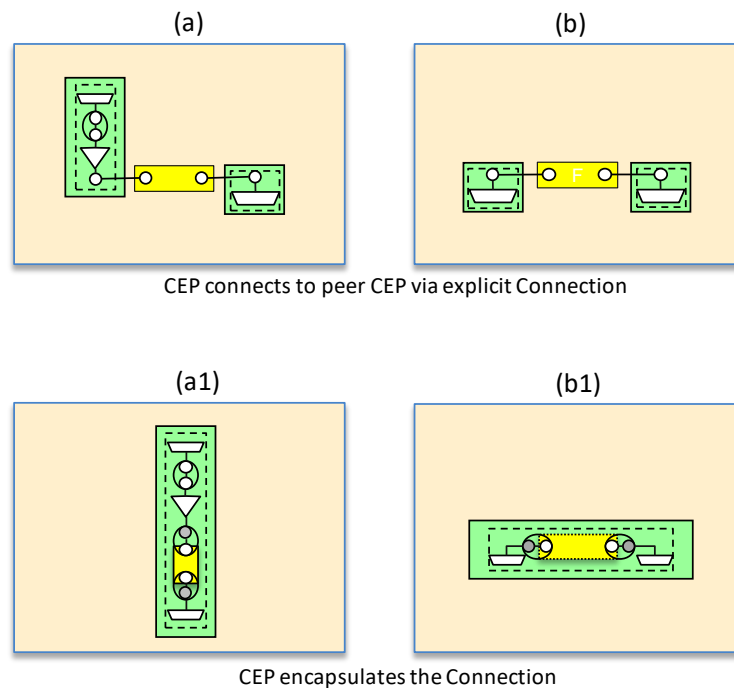 (a)
(b)
F
CEP connects to peer CEP via explicit Connection
(a1)
(b1)
CEP encapsulates the Connection